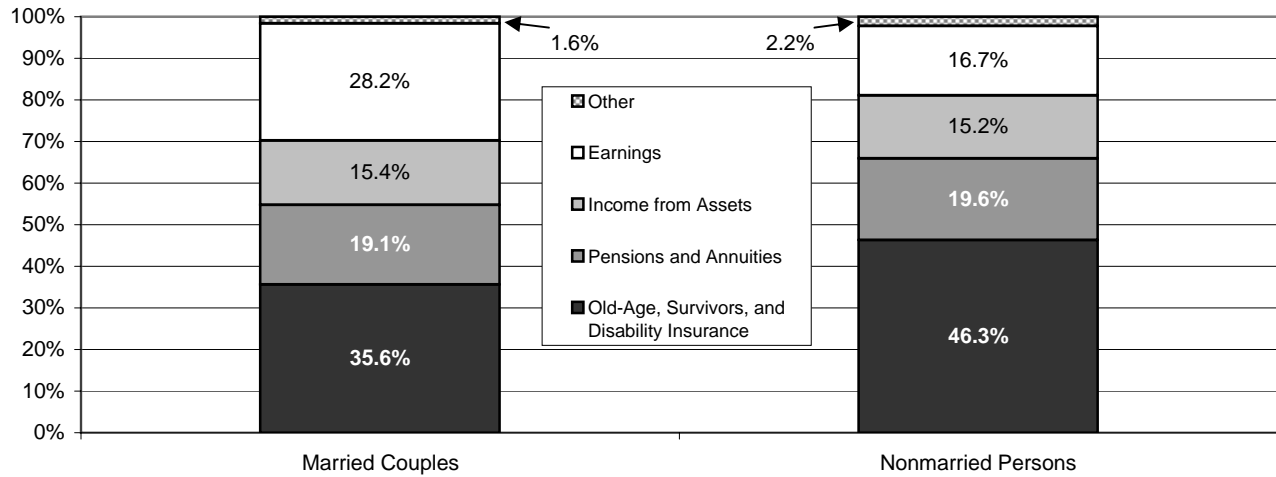 100%
90%
80%
70%
60%
50%
40%
30%
20%
10%
0%
1.6%
28.2%
15.4%
19.1%
35.6%
Other
Earnings
Income from Assets
Pensions and Annuities
Old-Age, Survivors, and
Disability Insurance
2.2%
16.7%
15.2%
19.6%
46.3%
Married Couples
Nonmarried Persons